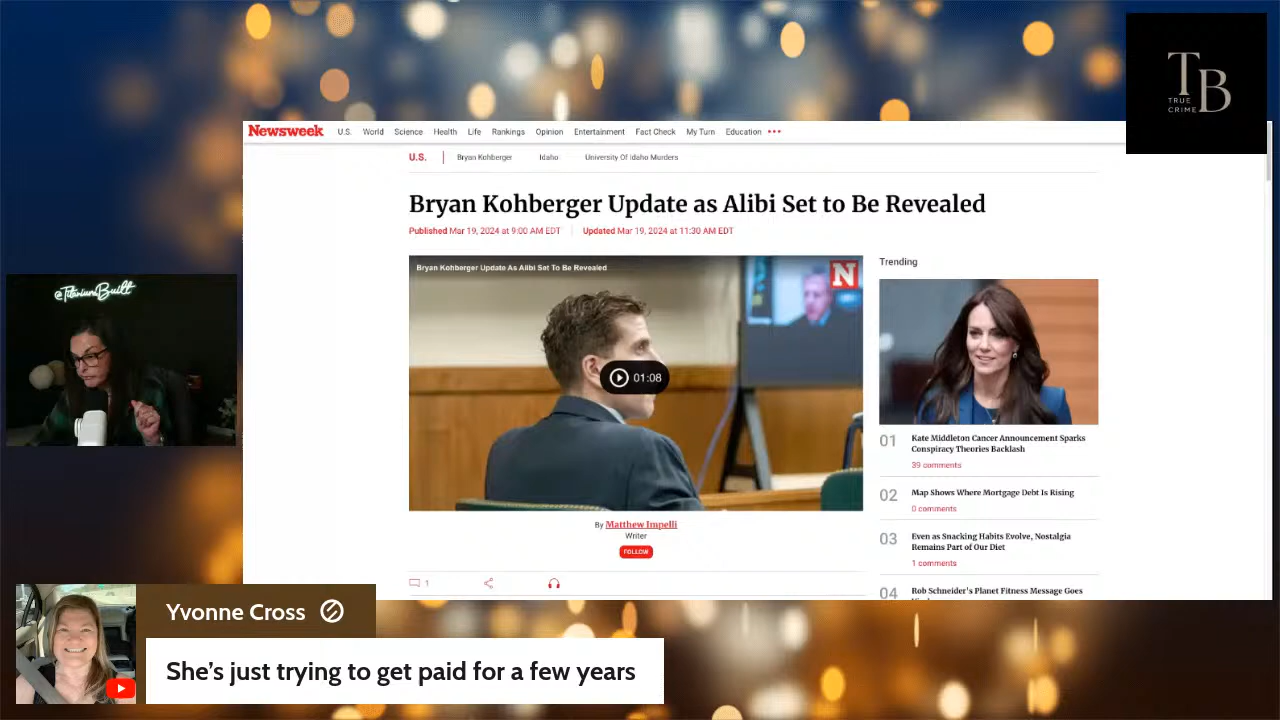 TB
TRUE
CRIME
Newsweek
U.S. World Science Health Life Rankings Opinion Entertainment Fact Check My Turn Education •••
U.S. Bryan Kohberger Idaho University Of Idaho Murders
Bryan Kohberger Update as Alibi Set to Be Revealed
Published Mar 19, 2024 at 9:00 AM EDT Updated Mar 19, 2024 at 11:30 AM EDT
Bryan Kohberger Update As Alibi Set To Be Revealed
N
01:08
By Matthew Impelli
Writer
FOLLOW
1
Trending
01 Kate Middleton Cancer Announcement Sparks
Conspiracy Theories Backlash
39 comments
02 Map Shows Where Mortgage Debt Is Rising
0 comments
03 Even as Snacking Habits Evolve, Nostalgia
Remains Part of Our Diet
1 comments
04 Rob Schneider's Planet Fitness Message Goes
@TitaniumBuilt
Yvonne Cross
She's just trying to get paid for a few years